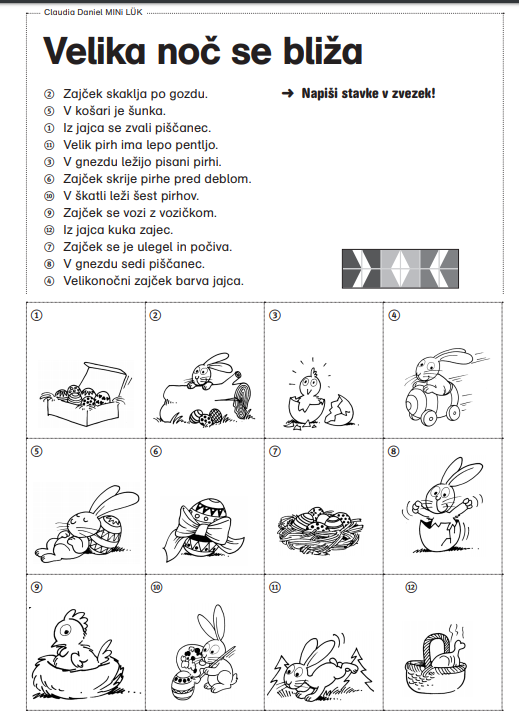 Claudia Daniel MINI LÜK
Velika noč se bliža
② Zajček skaklja po gozdu.
➜ Napiši stavke v zvezek!
⑤ V košari je šunka.
① Iz jajca se zvali piščanec.
⑪ Velik pirh ima lepo pentljo.
③ V gnezdu ležijo pisani pirhi.
⑥ Zajček skrije pirhe pred deblom.
⑩ V škatli leži šest pirhov.
⑨ Zajček se vozi z vozičkom.
⑫ Iz jajca kuka zajec.
⑦ Zajček se je ulegel in počiva.
⑧ V gnezdu sedi piščanec.
④ Velikonočni zajček barva jajca.
① ② ③ ④
⑤ ⑥ ⑦ ⑧
⑨ ⑩ ⑪ ⑫